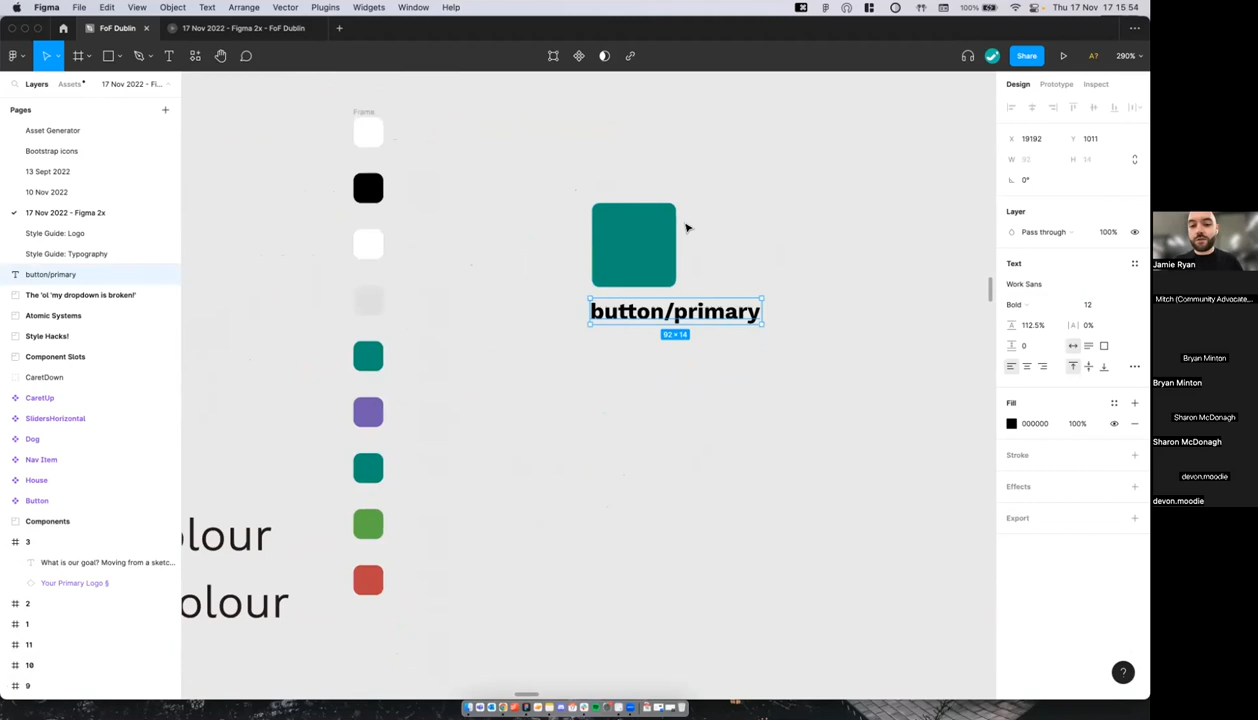 Figma File Edit View Object Text Arrange Vector Plugins Widgets Window Help 100% Thu 17 Nov 15 54
FoF Dublin 17 Nov 2022 - Figma 2x - FoF Dublin
Share A? 290%
Layers Assets 17 Nov 2022 - Fi...
Pages
Asset Generator
Bootstrap icons
13 Sept 2022
10 Nov 2022
17 Nov 2022 - Figma 2x
Style Guide: Logo
Style Guide: Typography
button/primary
The 'ol 'my dropdown is broken!'
Atomic Systems
Style Hacks!
Component Slots
CaretDown
CaretUp
SlidersHorizontal
Dog
Nav Item
House
Button
Components
3
What is our goal? Moving from a sketc...
Your Primary Logo §
2
1
11
10
9
Frame
button/primary
92 × 14
olour
olour
Design Prototype Inspect
X 19192 Y 1011
W 92 H 14
0°
Layer
Pass through 100%
Text
Work Sans
Bold 12
112.5% 0%
0
Fill
000000 100%
Stroke
Effects
Export
?
Jamie Ryan
Mitch (Community Advocate,...
Bryan Minton
Bryan Minton
Sharon McDonagh
Sharon McDonagh
devon.moodie
devon.moodie